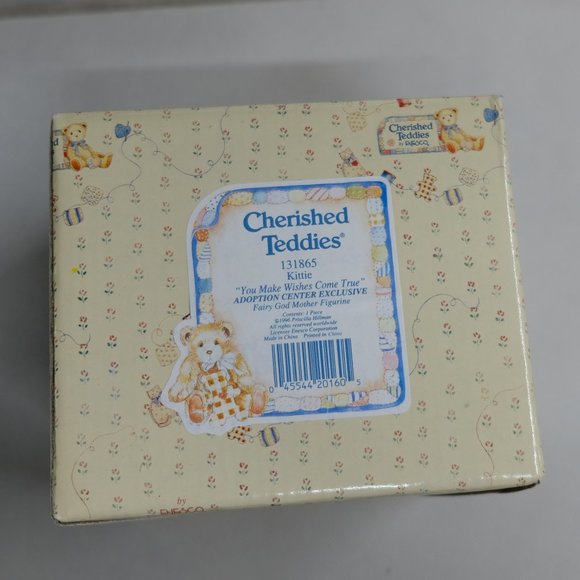 Cherished
Teddies
BY ENESCO
Cherished
Teddies®
131865
Kittie
"You Make Wishes Come True"
ADOPTION CENTER EXCLUSIVE
Fairy God Mother Figurine
Contents: 1 Piece
©1996 Priscilla Hillman
All rights reserved worldwide
Licensee Enesco Corporation
Made in China Printed in China
0 45544 20160 5
by
ENESCO